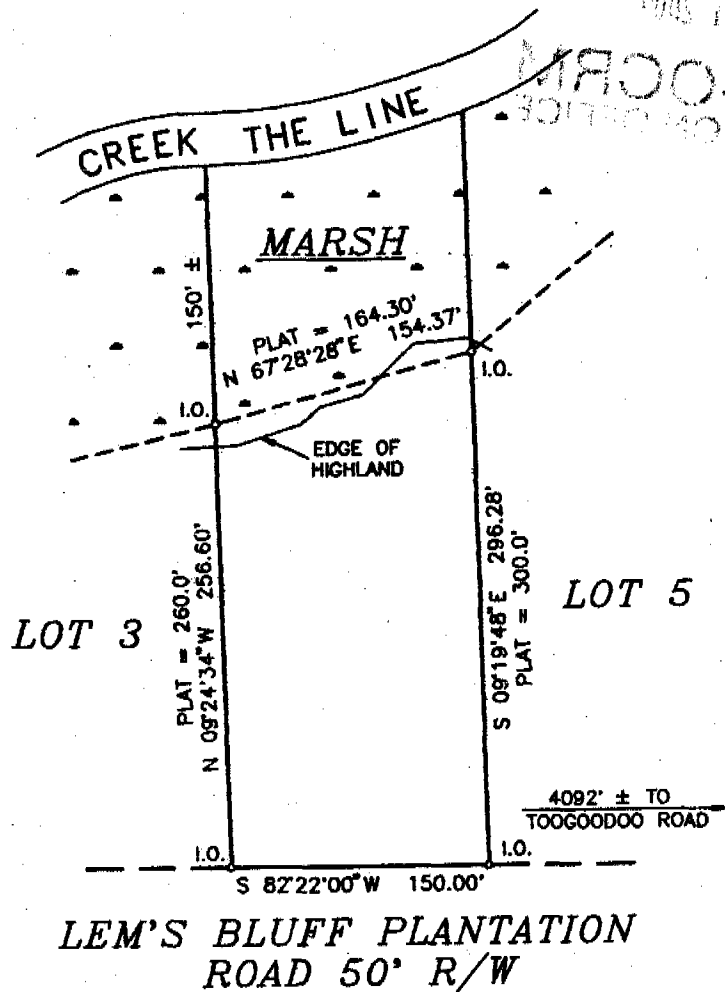 CREEK THE LINE
MARSH
150' ±
PLAT = 164.30'
N 67°28'28" E 154.37'
I.O.
I.O.
EDGE OF
HIGHLAND
PLAT = 260.0'
N 09°24'34" W 256.60'
S 09°19'48" E 296.28'
PLAT = 300.0'
LOT 3
LOT 5
4092' ± TO
TOOGOODOO ROAD
I.O.
I.O.
S 82°22'00" W 150.00'
LEM'S BLUFF PLANTATION
ROAD 50' R/W